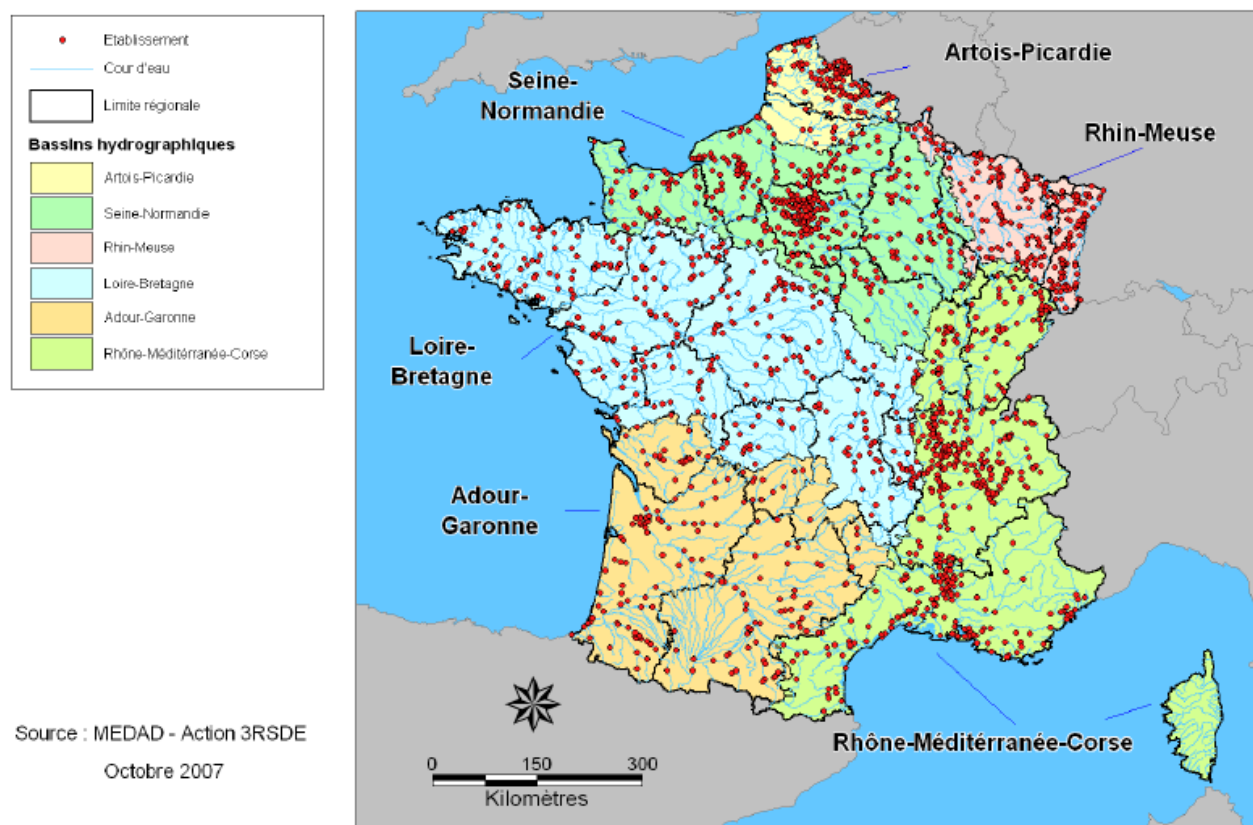 Etablissement
Cour d'eau
Limite régionale
Bassins hydrographiques
Artois-Picardie
Seine-Normandie
Rhin-Meuse
Loire-Bretagne
Adour-Garonne
Rhône-Méditérranée-Corse
Source : MEDAD - Action 3RSDE
Octobre 2007
Artois-Picardie
Seine-
Normandie
Rhin-Meuse
Loire-
Bretagne
Adour-
Garonne
Rhône-Méditérranée-Corse
0 150 300
Kilomètres